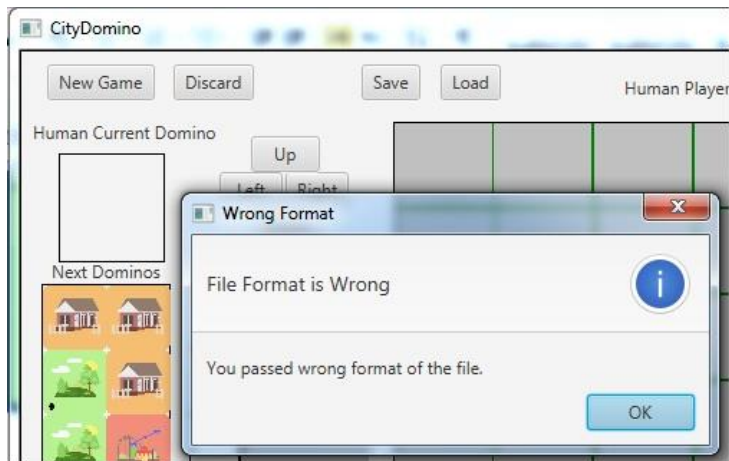 CityDomino
New Game Discard Save Load Human Player
Human Current Domino
Up
Left Right
Next Dominos
Wrong Format
File Format is Wrong
You passed wrong format of the file.
OK